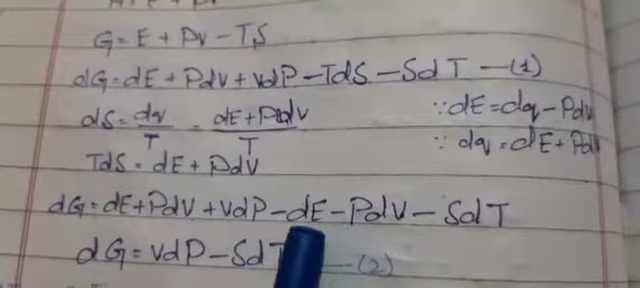 G = E + PV - TS
dG = dE + PdV + VdP - TdS - SdT — (1)
dS = dq/T = dE + PdV/T ∵ dE = dq - PdV
TdS = dE + PdV ∵ dq = dE + Pd
dG = dE + PdV + VdP - dE - PdV - SdT
dG = VdP - SdT — (2)